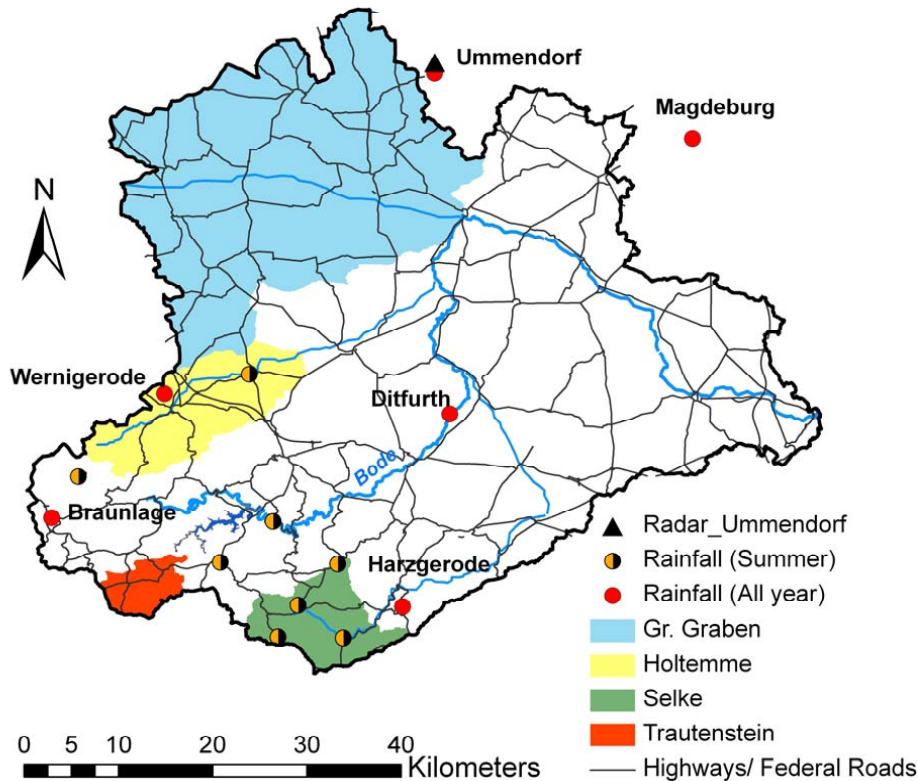 Ummendorf
Magdeburg
N
Wernigerode
Ditfurth
Bode
Braunlage
Harzgerode
Radar_Ummendorf
Rainfall (Summer)
Rainfall (All year)
Gr. Graben
Holtemme
Selke
Trautenstein
Highways/ Federal Roads
0 5 10 20 30 40
Kilometers